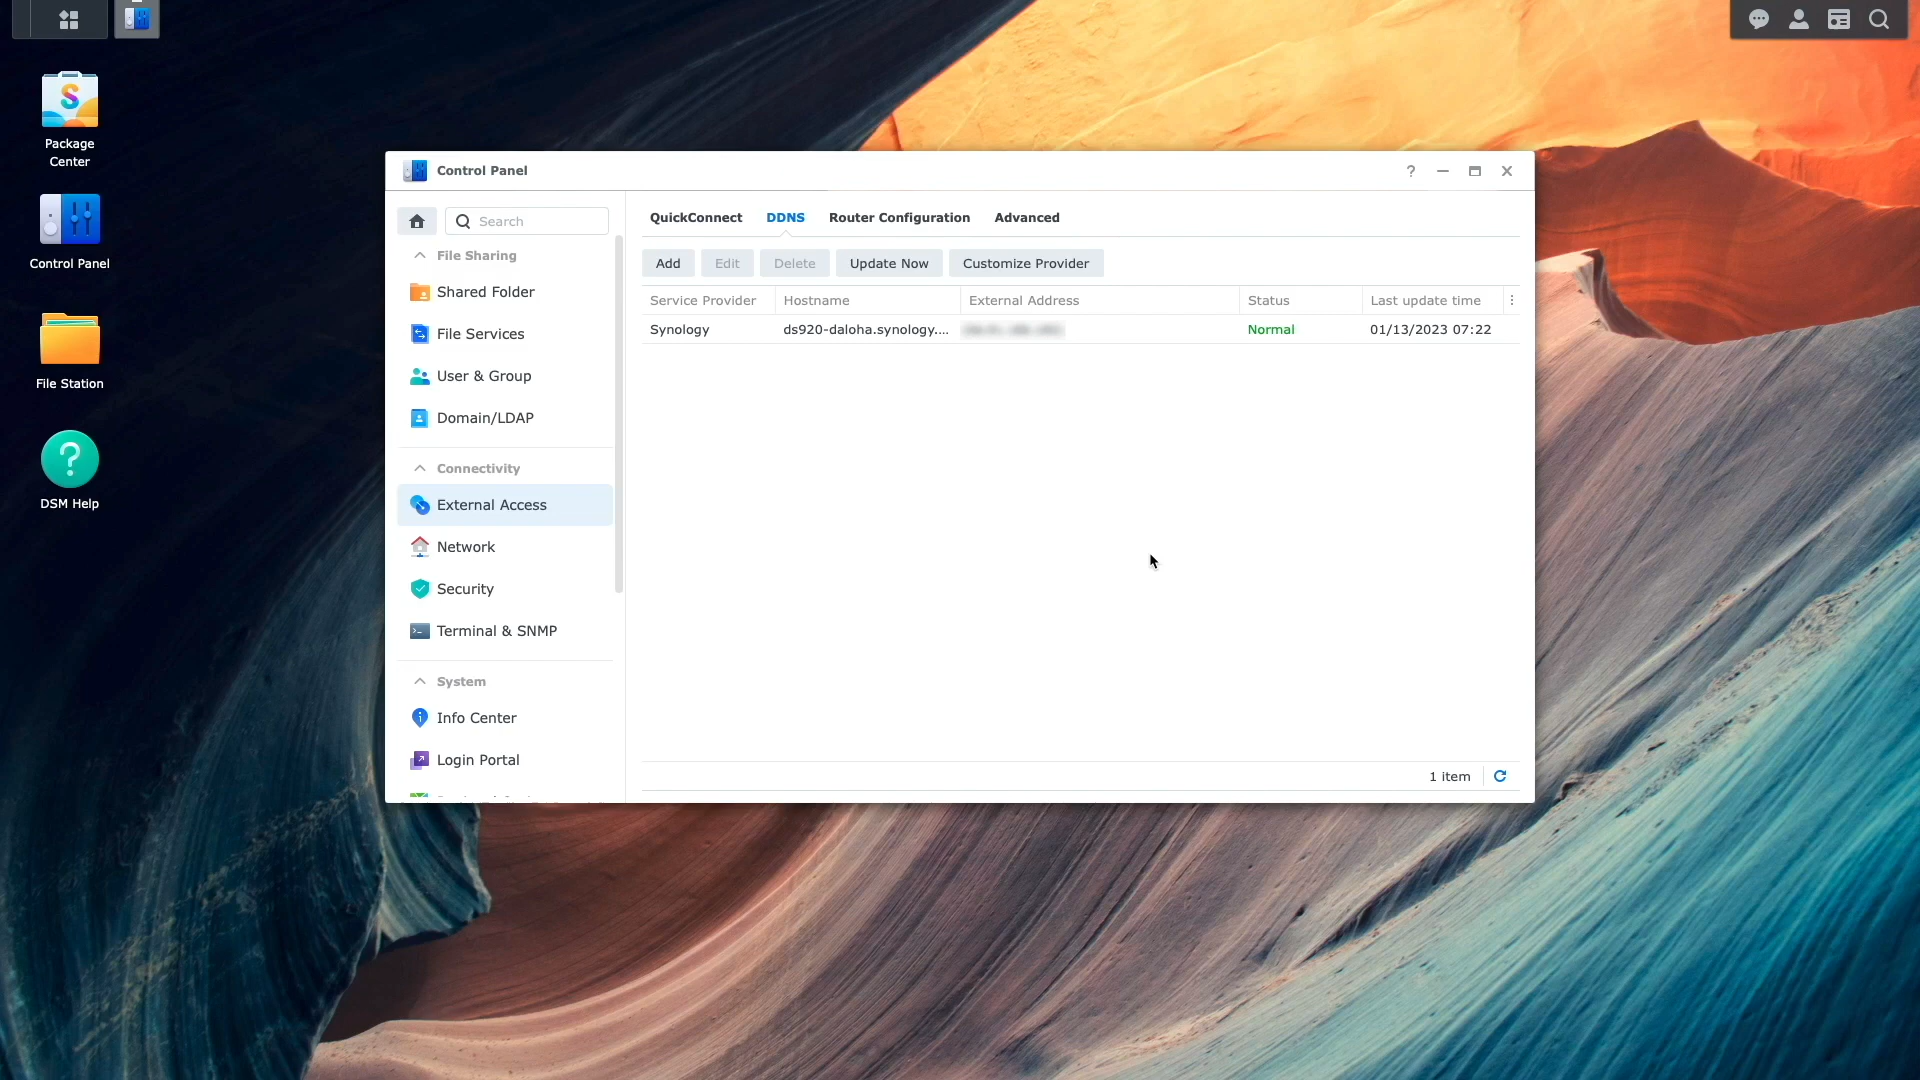 Package
Center
Control Panel
File Station
DSM Help
Control Panel
?
Search
File Sharing
Shared Folder
File Services
User & Group
Domain/LDAP
Connectivity
External Access
Network
Security
Terminal & SNMP
System
Info Center
Login Portal
QuickConnect DDNS Router Configuration Advanced
Add Edit Delete Update Now Customize Provider
Service Provider Hostname External Address Status Last update time
Synology ds920-daloha.synology.... Normal 01/13/2023 07:22
1 item